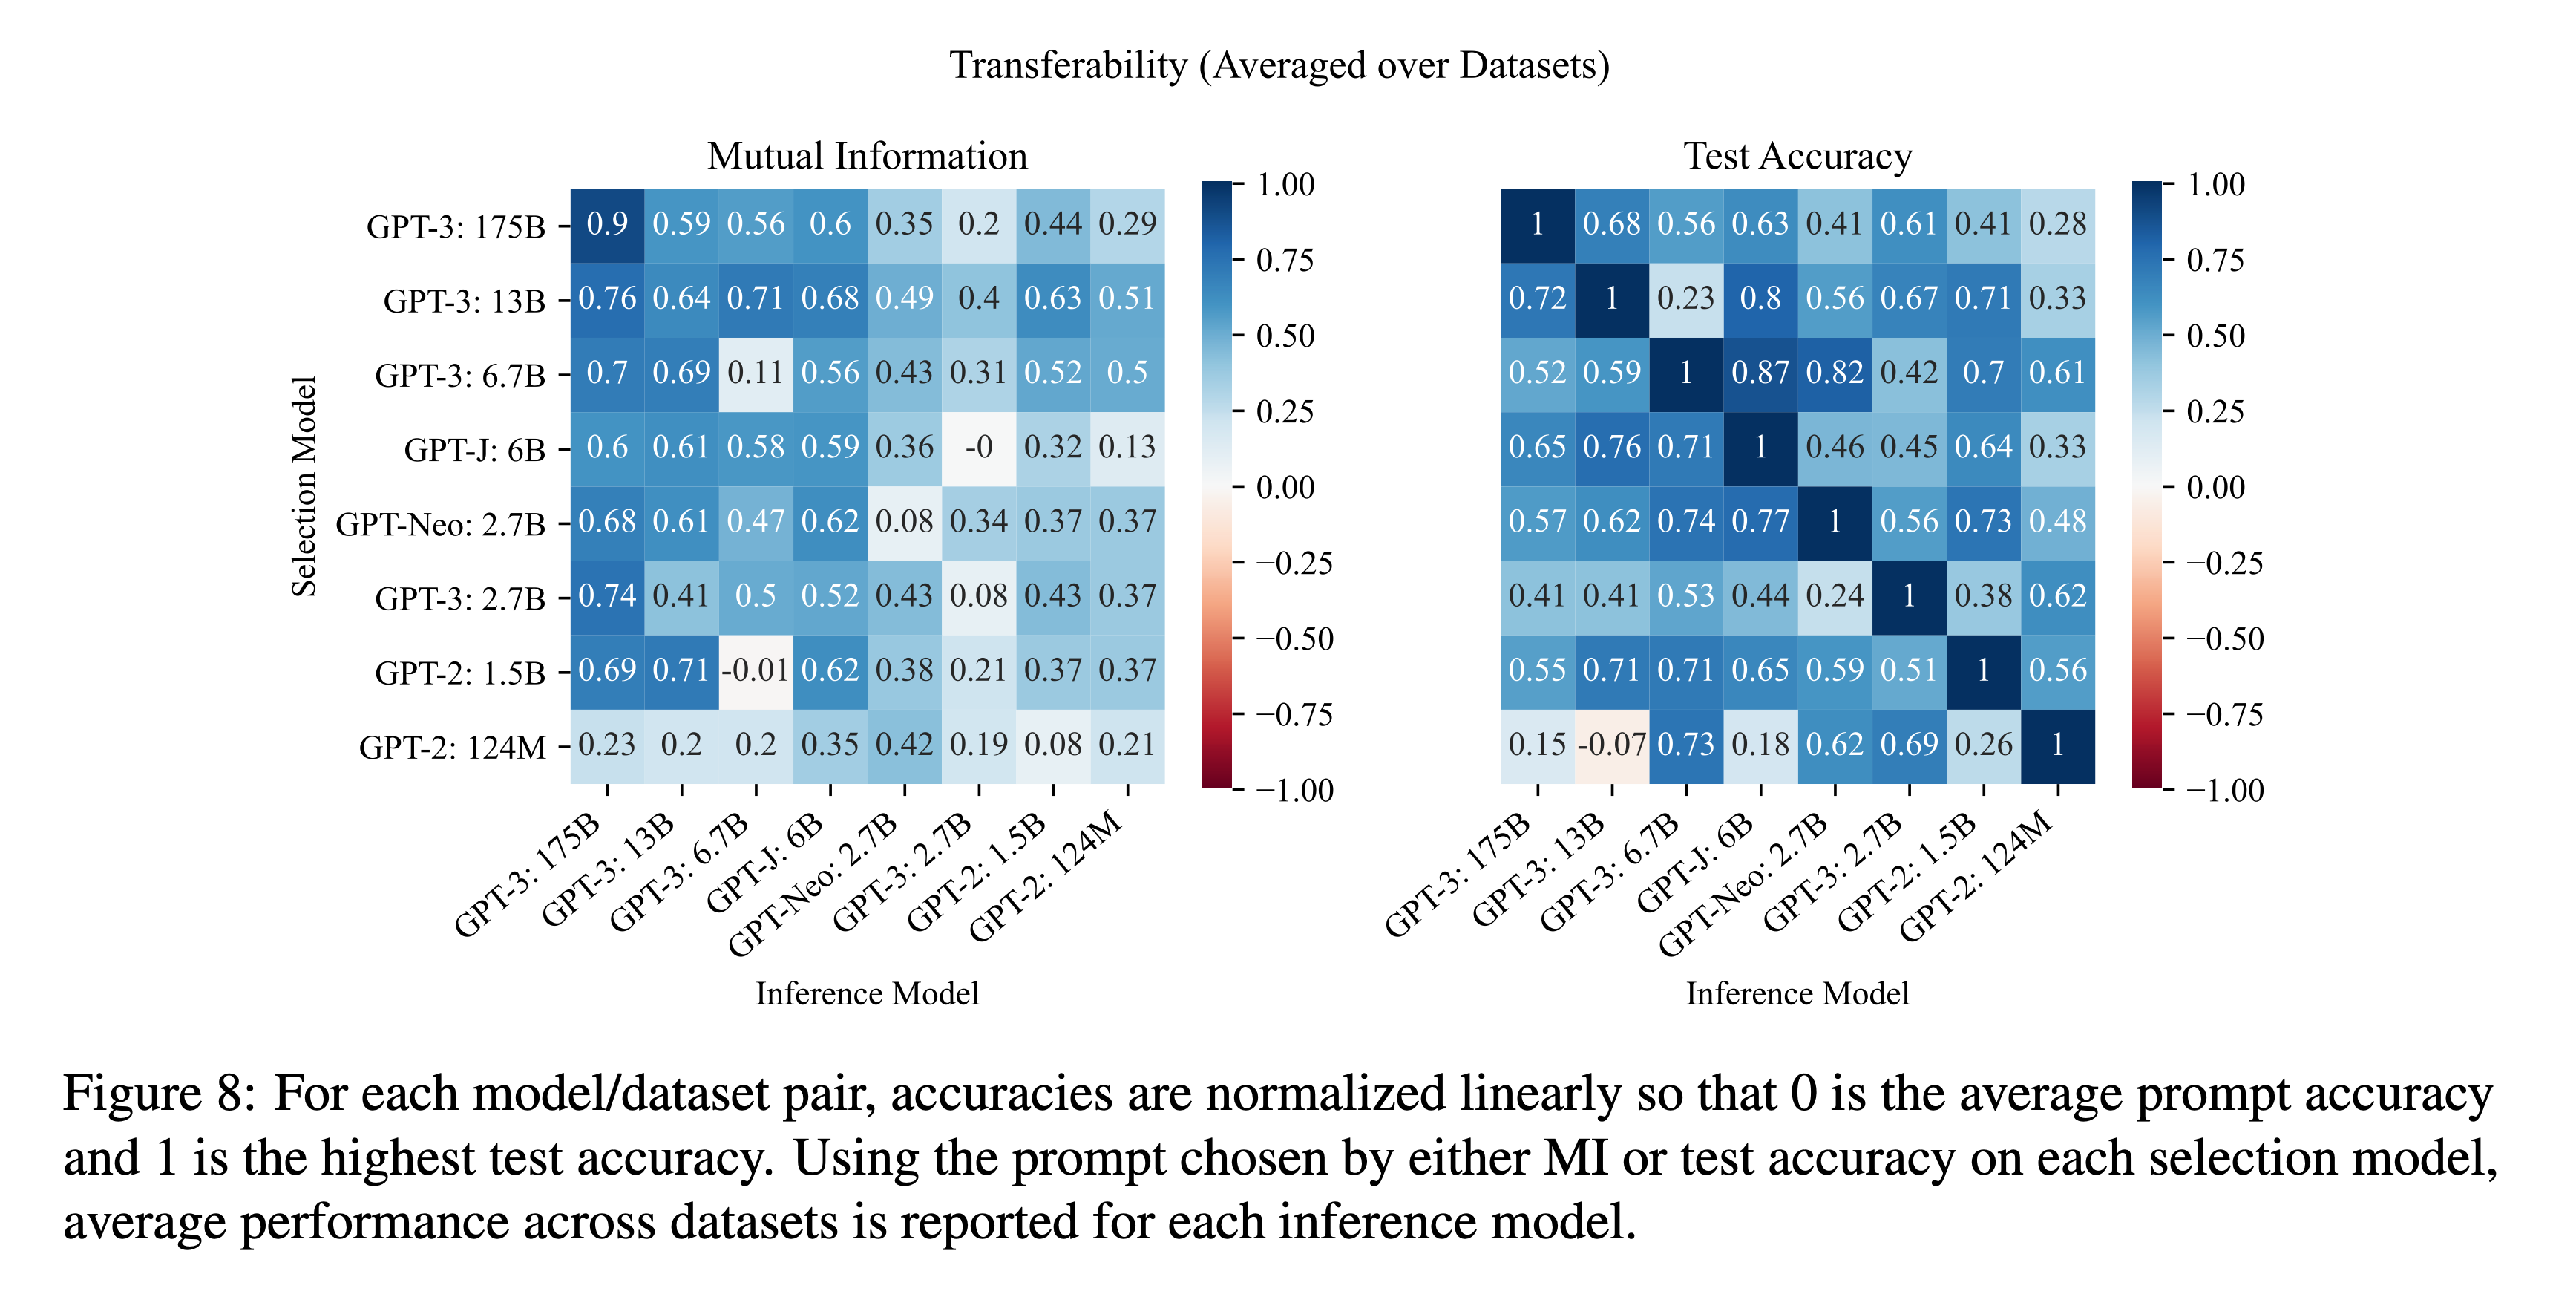 Transferability (Averaged over Datasets)
Mutual Information
Selection Model
GPT-3: 175B 0.9 0.59 0.56 0.6 0.35 0.2 0.44 0.29
GPT-3: 13B 0.76 0.64 0.71 0.68 0.49 0.4 0.63 0.51
GPT-3: 6.7B 0.7 0.69 0.11 0.56 0.43 0.31 0.52 0.5
GPT-J: 6B 0.6 0.61 0.58 0.59 0.36 -0 0.32 0.13
GPT-Neo: 2.7B 0.68 0.61 0.47 0.62 0.08 0.34 0.37 0.37
GPT-3: 2.7B 0.74 0.41 0.5 0.52 0.43 0.08 0.43 0.37
GPT-2: 1.5B 0.69 0.71 -0.01 0.62 0.38 0.21 0.37 0.37
GPT-2: 124M 0.23 0.2 0.2 0.35 0.42 0.19 0.08 0.21
GPT-3: 175B
GPT-3: 13B
GPT-3: 6.7B
GPT-J: 6B
GPT-Neo: 2.7B
GPT-3: 2.7B
GPT-2: 1.5B
GPT-2: 124M
Inference Model
1.00
0.75
0.50
0.25
0.00
−0.25
−0.50
−0.75
−1.00
Test Accuracy
1 0.68 0.56 0.63 0.41 0.61 0.41 0.28
0.72 1 0.23 0.8 0.56 0.67 0.71 0.33
0.52 0.59 1 0.87 0.82 0.42 0.7 0.61
0.65 0.76 0.71 1 0.46 0.45 0.64 0.33
0.57 0.62 0.74 0.77 1 0.56 0.73 0.48
0.41 0.41 0.53 0.44 0.24 1 0.38 0.62
0.55 0.71 0.71 0.65 0.59 0.51 1 0.56
0.15 -0.07 0.73 0.18 0.62 0.69 0.26 1
GPT-3: 175B
GPT-3: 13B
GPT-3: 6.7B
GPT-J: 6B
GPT-Neo: 2.7B
GPT-3: 2.7B
GPT-2: 1.5B
GPT-2: 124M
Inference Model
1.00
0.75
0.50
0.25
0.00
−0.25
−0.50
−0.75
−1.00
Figure 8: For each model/dataset pair, accuracies are normalized linearly so that 0 is the average prompt accuracy
and 1 is the highest test accuracy. Using the prompt chosen by either MI or test accuracy on each selection model,
average performance across datasets is reported for each inference model.